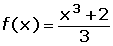 f(x) = (x³+2)/3